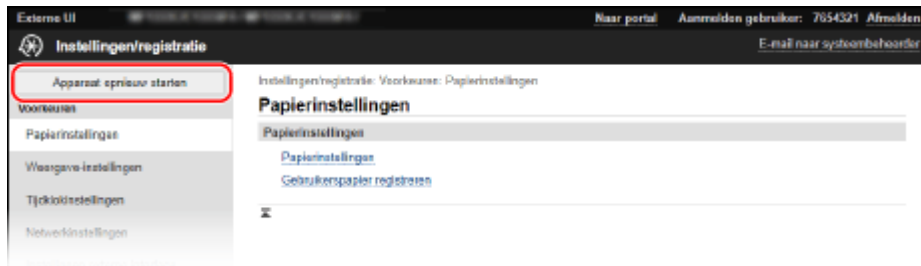 Externe UI
Naar portal Aanmelden gebruiker: 7654321 Afmelden
Instellingen/registratie
E-mail naar systeembeheerder
Apparaat opnieuw starten
Instellingen/registratie: Voorkeuren: Papierinstellingen
Voorkeuren
Papierinstellingen
Papierinstellingen
Papierinstellingen
Papierinstellingen
Weergave-instellingen
Gebruikerspapier registreren
Tijdklokinstellingen
Netwerkinstellingen